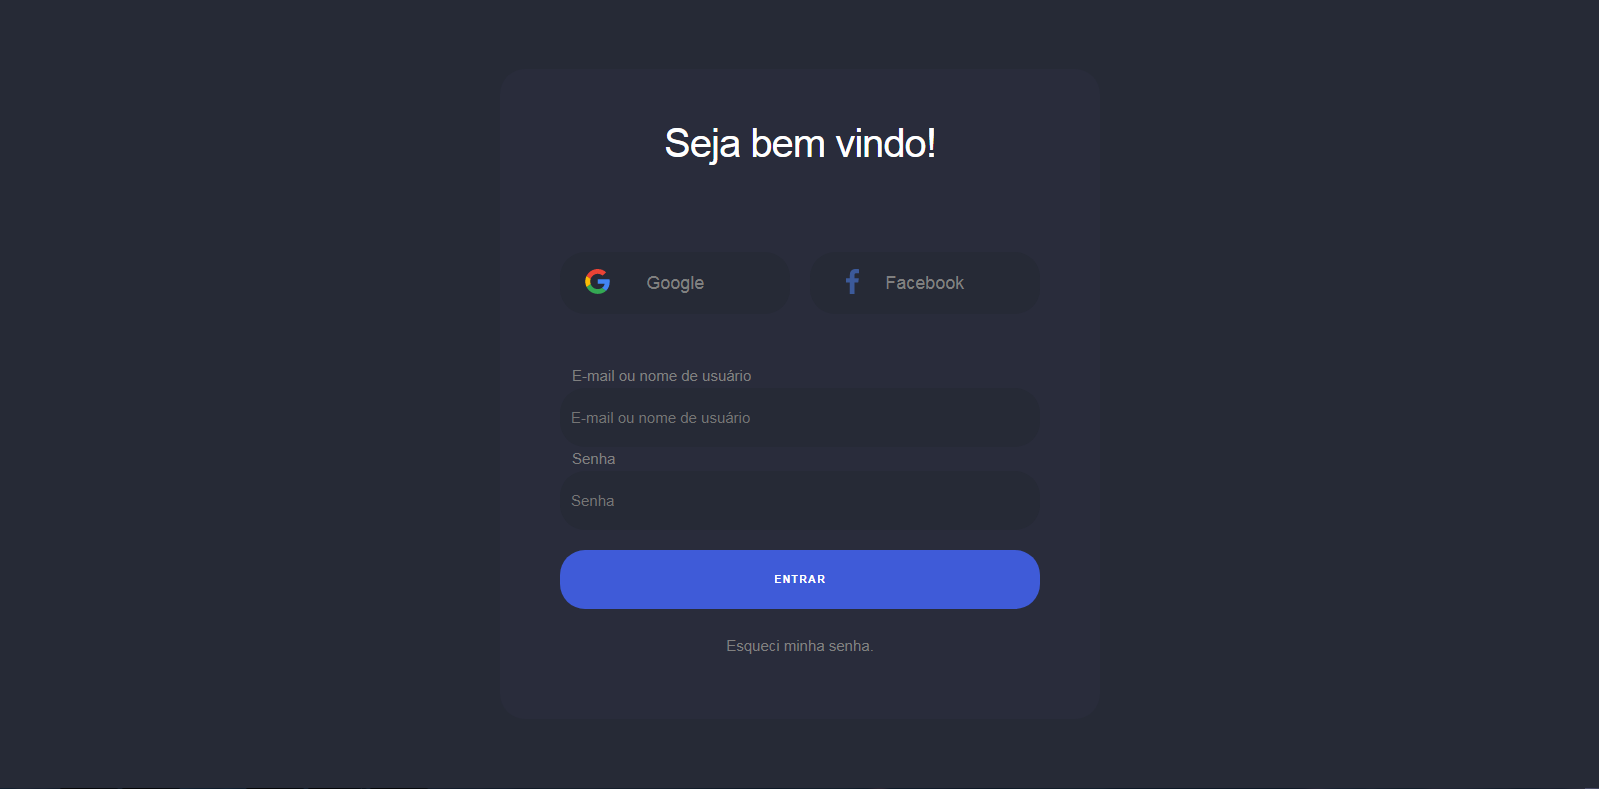 Seja bem vindo!
Google
Facebook
E-mail ou nome de usuário
E-mail ou nome de usuário
Senha
Senha
ENTRAR
Esqueci minha senha.